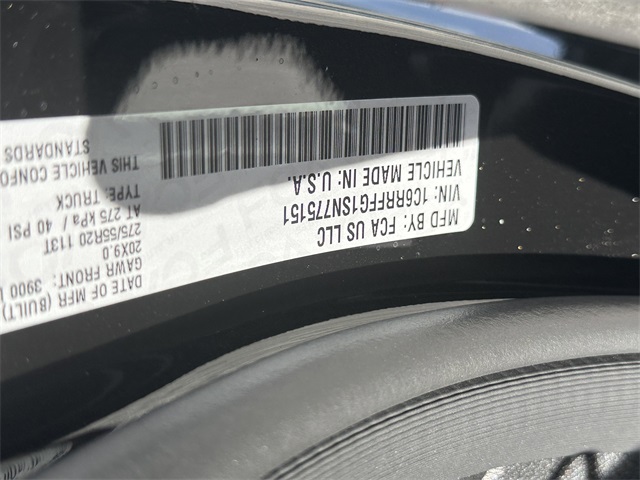 MFD BY: FCA US LLC
DATE OF MFR (BUILT)
GAWR FRONT: 3900
20X9.0
275/55R20 113T
AT 275 kPa / 40 PSI
TYPE: TRUCK
VIN: 1C6RRFFG1SN775151
VEHICLE MADE IN: U.S.A.
THIS VEHICLE CONFO
STANDARDS